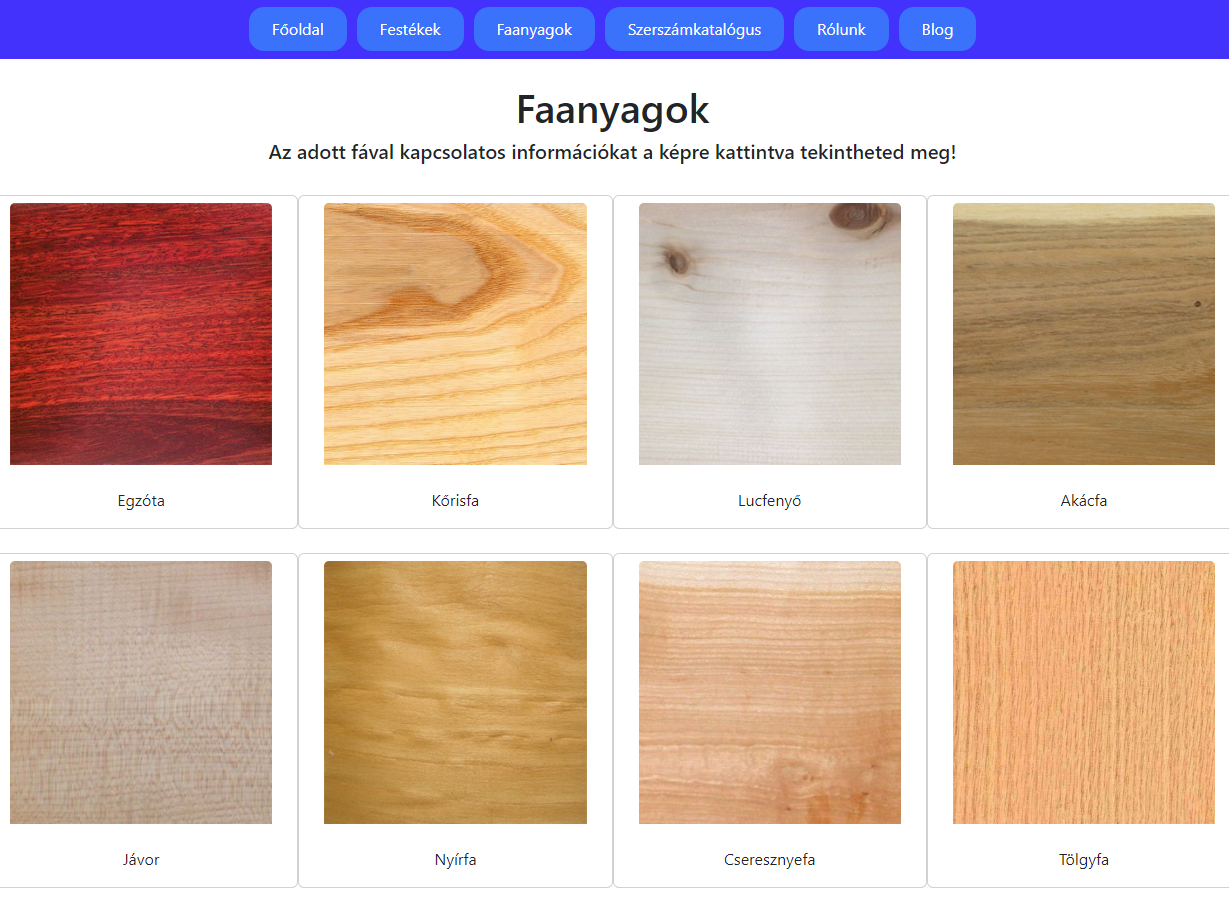 Főoldal Festékek Faanyagok Szerszámkatalógus Rólunk Blog
Faanyagok
Az adott fával kapcsolatos információkat a képre kattintva tekintheted meg!
Egzóta Kőrisfa Lucfenyő Akácfa
Jávor Nyírfa Cseresznyefa Tölgyfa